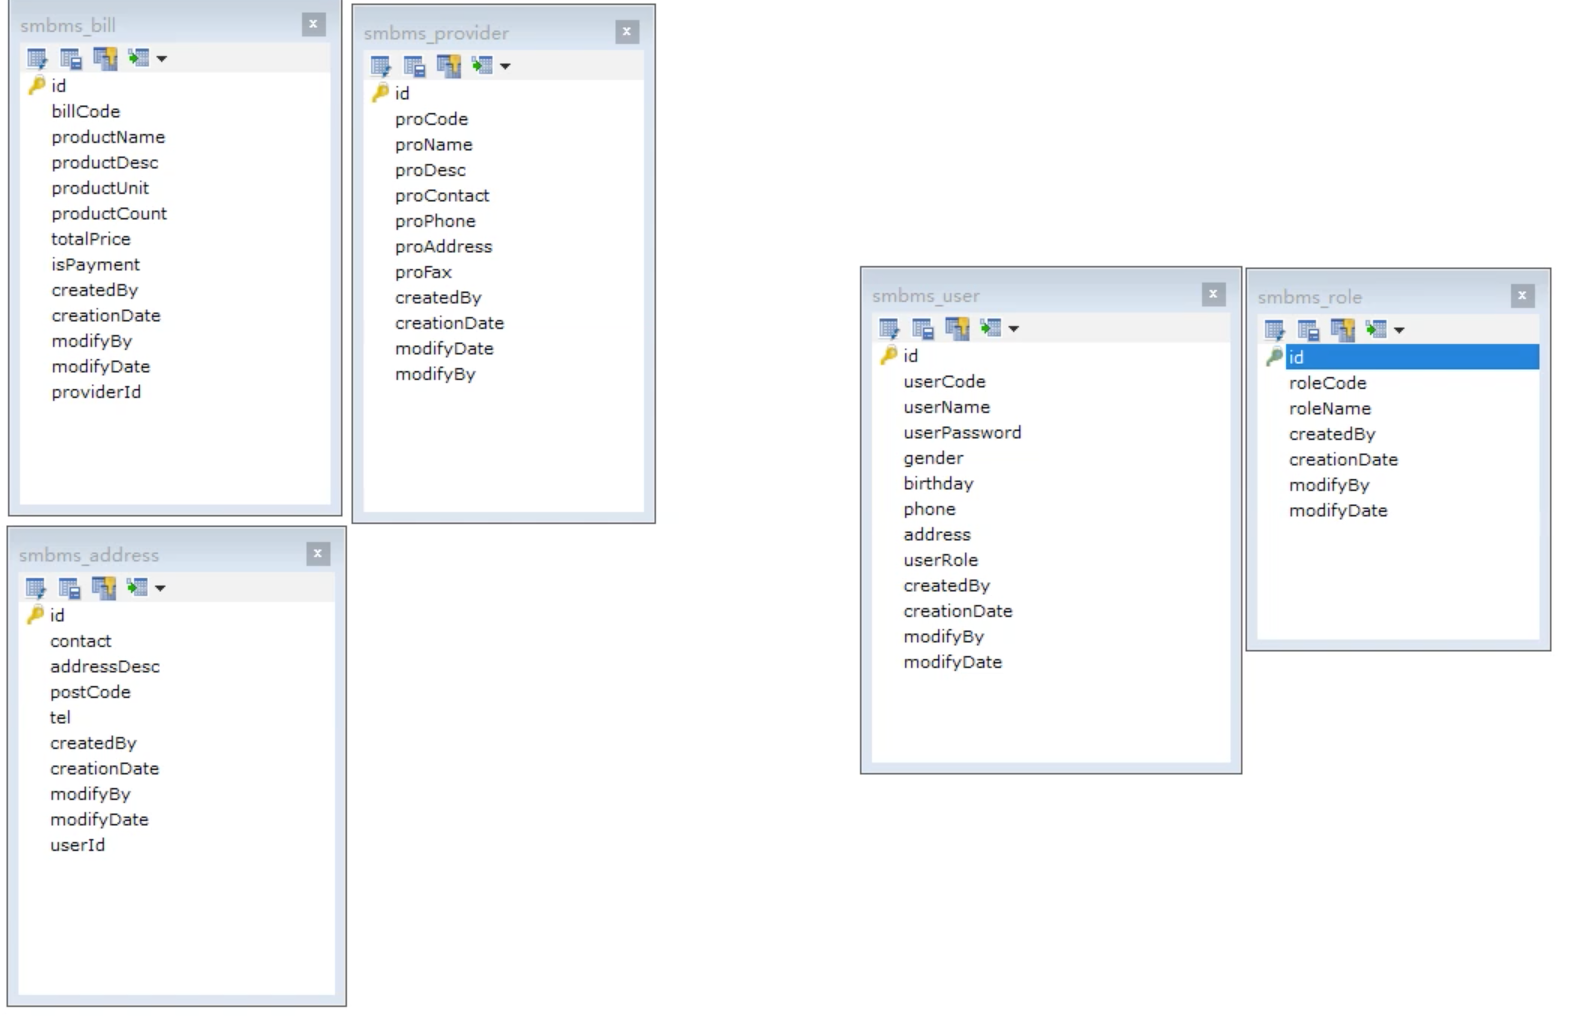 smbms_bill
id
billCode
productName
productDesc
productUnit
productCount
totalPrice
isPayment
createdBy
creationDate
modifyBy
modifyDate
providerId
smbms_provider
id
proCode
proName
proDesc
proContact
proPhone
proAddress
proFax
createdBy
creationDate
modifyDate
modifyBy
smbms_address
id
contact
addressDesc
postCode
tel
createdBy
creationDate
modifyBy
modifyDate
userId
smbms_user
id
userCode
userName
userPassword
gender
birthday
phone
address
userRole
createdBy
creationDate
modifyBy
modifyDate
smbms_role
id
roleCode
roleName
createdBy
creationDate
modifyBy
modifyDate